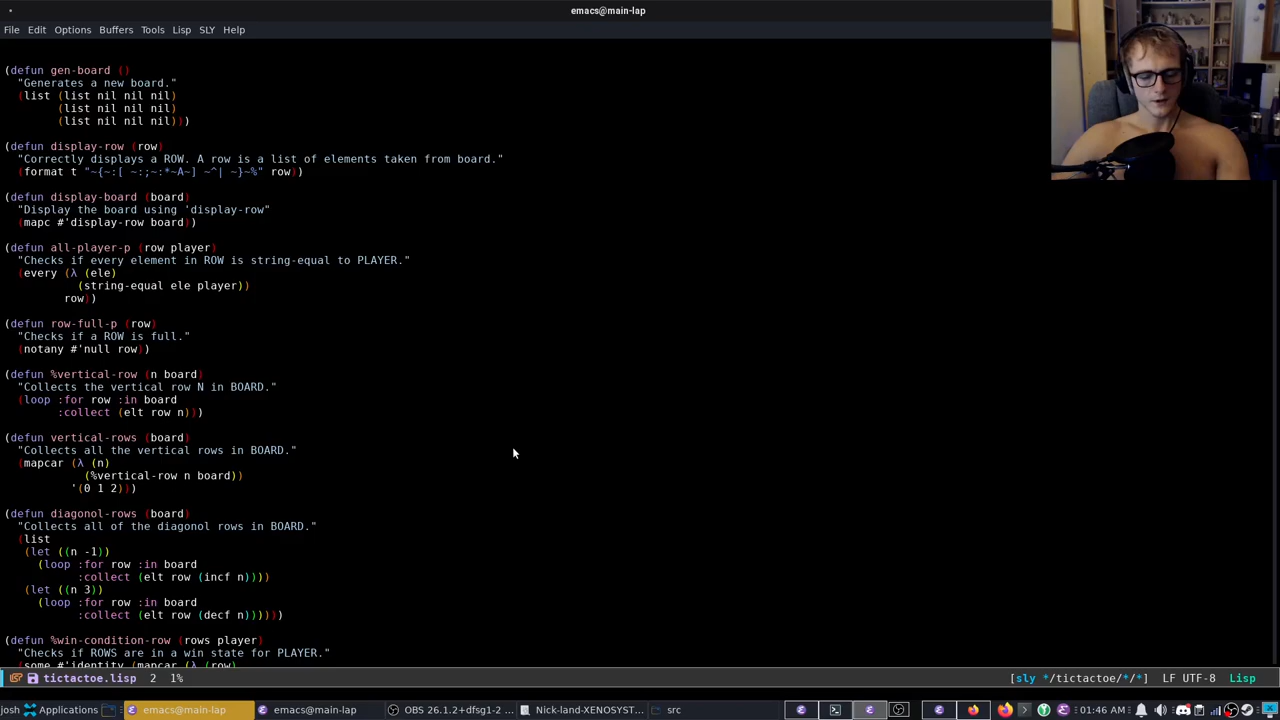 emacs@main-lap
File Edit Options Buffers Tools Lisp SLY Help
(defun gen-board ()
"Generates a new board."
(list (list nil nil nil)
(list nil nil nil)
(list nil nil nil)))
(defun display-row (row)
"Correctly displays a ROW. A row is a list of elements taken from board."
(format t "~{~:[ ~:;~:*~A~] ~^| ~}~%" row))
(defun display-board (board)
"Display the board using 'display-row"
(mapc #'display-row board))
(defun all-player-p (row player)
"Checks if every element in ROW is string-equal to PLAYER."
(every (λ (ele)
(string-equal ele player))
row))
(defun row-full-p (row)
"Checks if a ROW is full."
(notany #'null row))
(defun %vertical-row (n board)
"Collects the vertical row N in BOARD."
(loop :for row :in board
:collect (elt row n)))
(defun vertical-rows (board)
"Collects all the vertical rows in BOARD."
(mapcar (λ (n)
(%vertical-row n board))
'(0 1 2)))
(defun diagonol-rows (board)
"Collects all of the diagonol rows in BOARD."
(list
(let ((n -1))
(loop :for row :in board
:collect (elt row (incf n))))
(let ((n 3))
(loop :for row :in board
:collect (elt row (decf n))))))
(defun %win-condition-row (rows player)
"Checks if ROWS are in a win state for PLAYER."
(some #'identity (mapcar (λ (row)
tictactoe.lisp 2 1% [sly */tictactoe/*/*] LF UTF-8 Lisp
josh Applications emacs@main-lap emacs@main-lap OBS 26.1.2+dfsg1-2 ... Nick-land-XENOSYST... src 01:46 AM